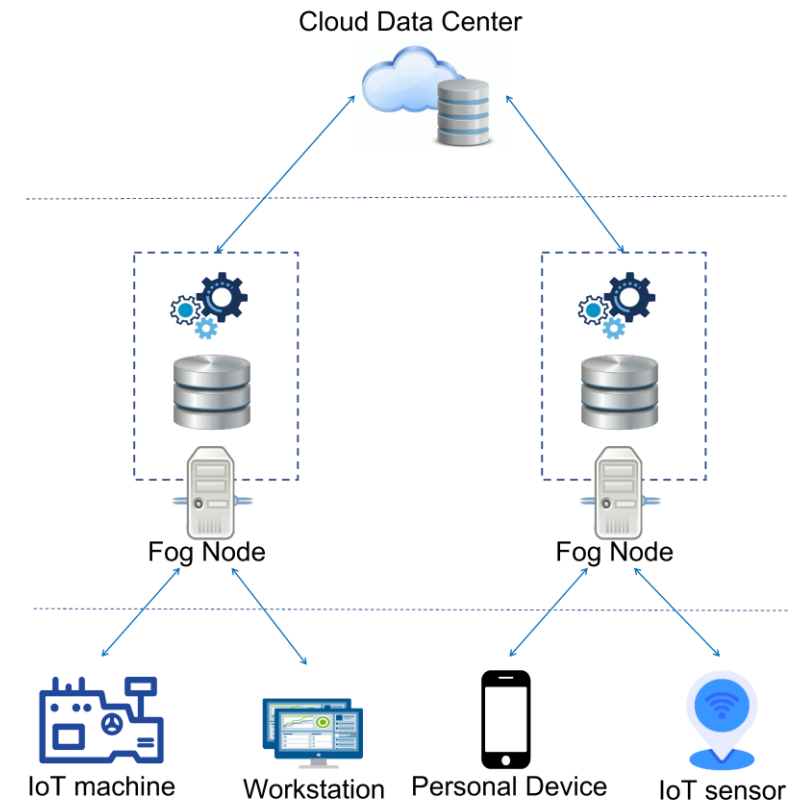 Cloud Data Center
Fog Node
Fog Node
IoT machine
Workstation
Personal Device
IoT sensor